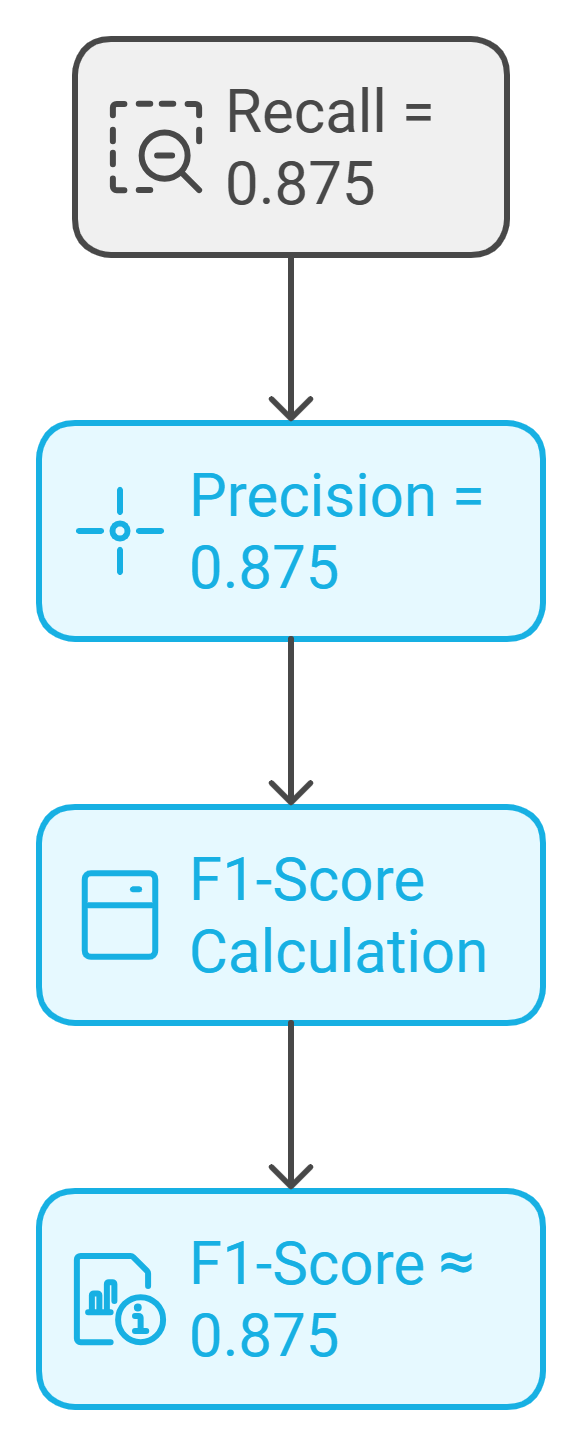 Recall =
0.875
Precision =
0.875
F1-Score
Calculation
F1-Score ≈
0.875